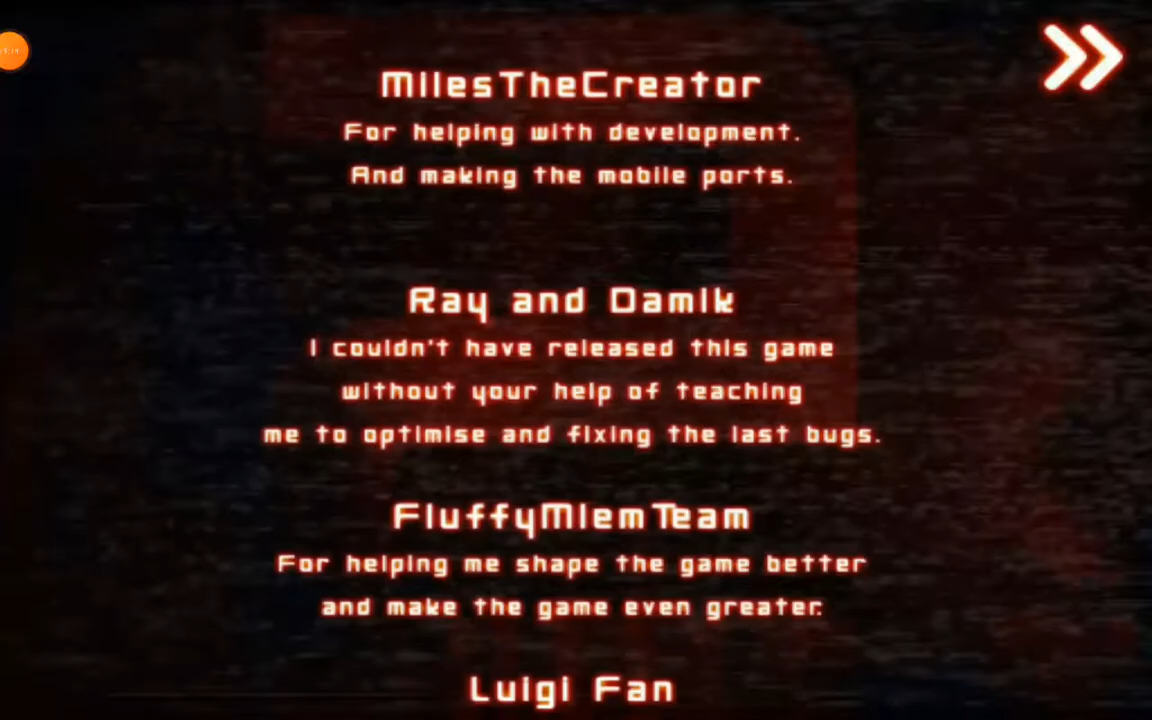 MilesTheCreator
For helping with development.
And making the mobile ports.
Ray and Damik
I couldn't have released this game
without your help of teaching
me to optimise and fixing the last bugs.
FluffyMlemTeam
For helping me shape the game better
and make the game even greater.
Luigi Fan